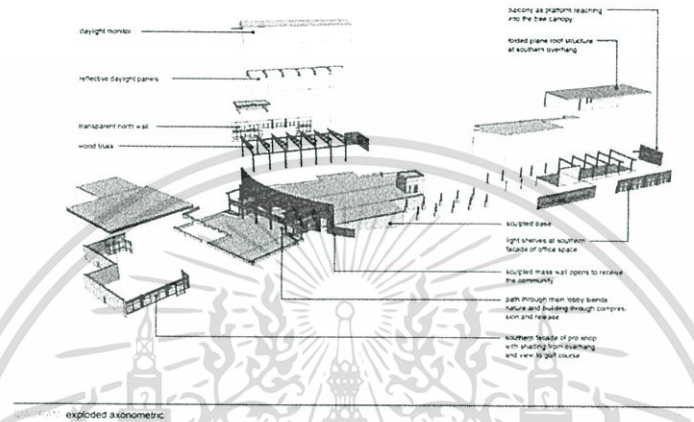 daylight monitor
reflective daylight panels
transparent north wall
wood truss
balcony as platform reaching
into the tree canopy
folded plane roof structure
at southern overhang
sculpted base
light shelves at southern
facade of office space
sculpted mass wall opens to receive
the community
path through main lobby blends
nature and building through compres-
sion and release
southern facade of pro shop
with shading from overhang
and view to golf course
exploded axonometric